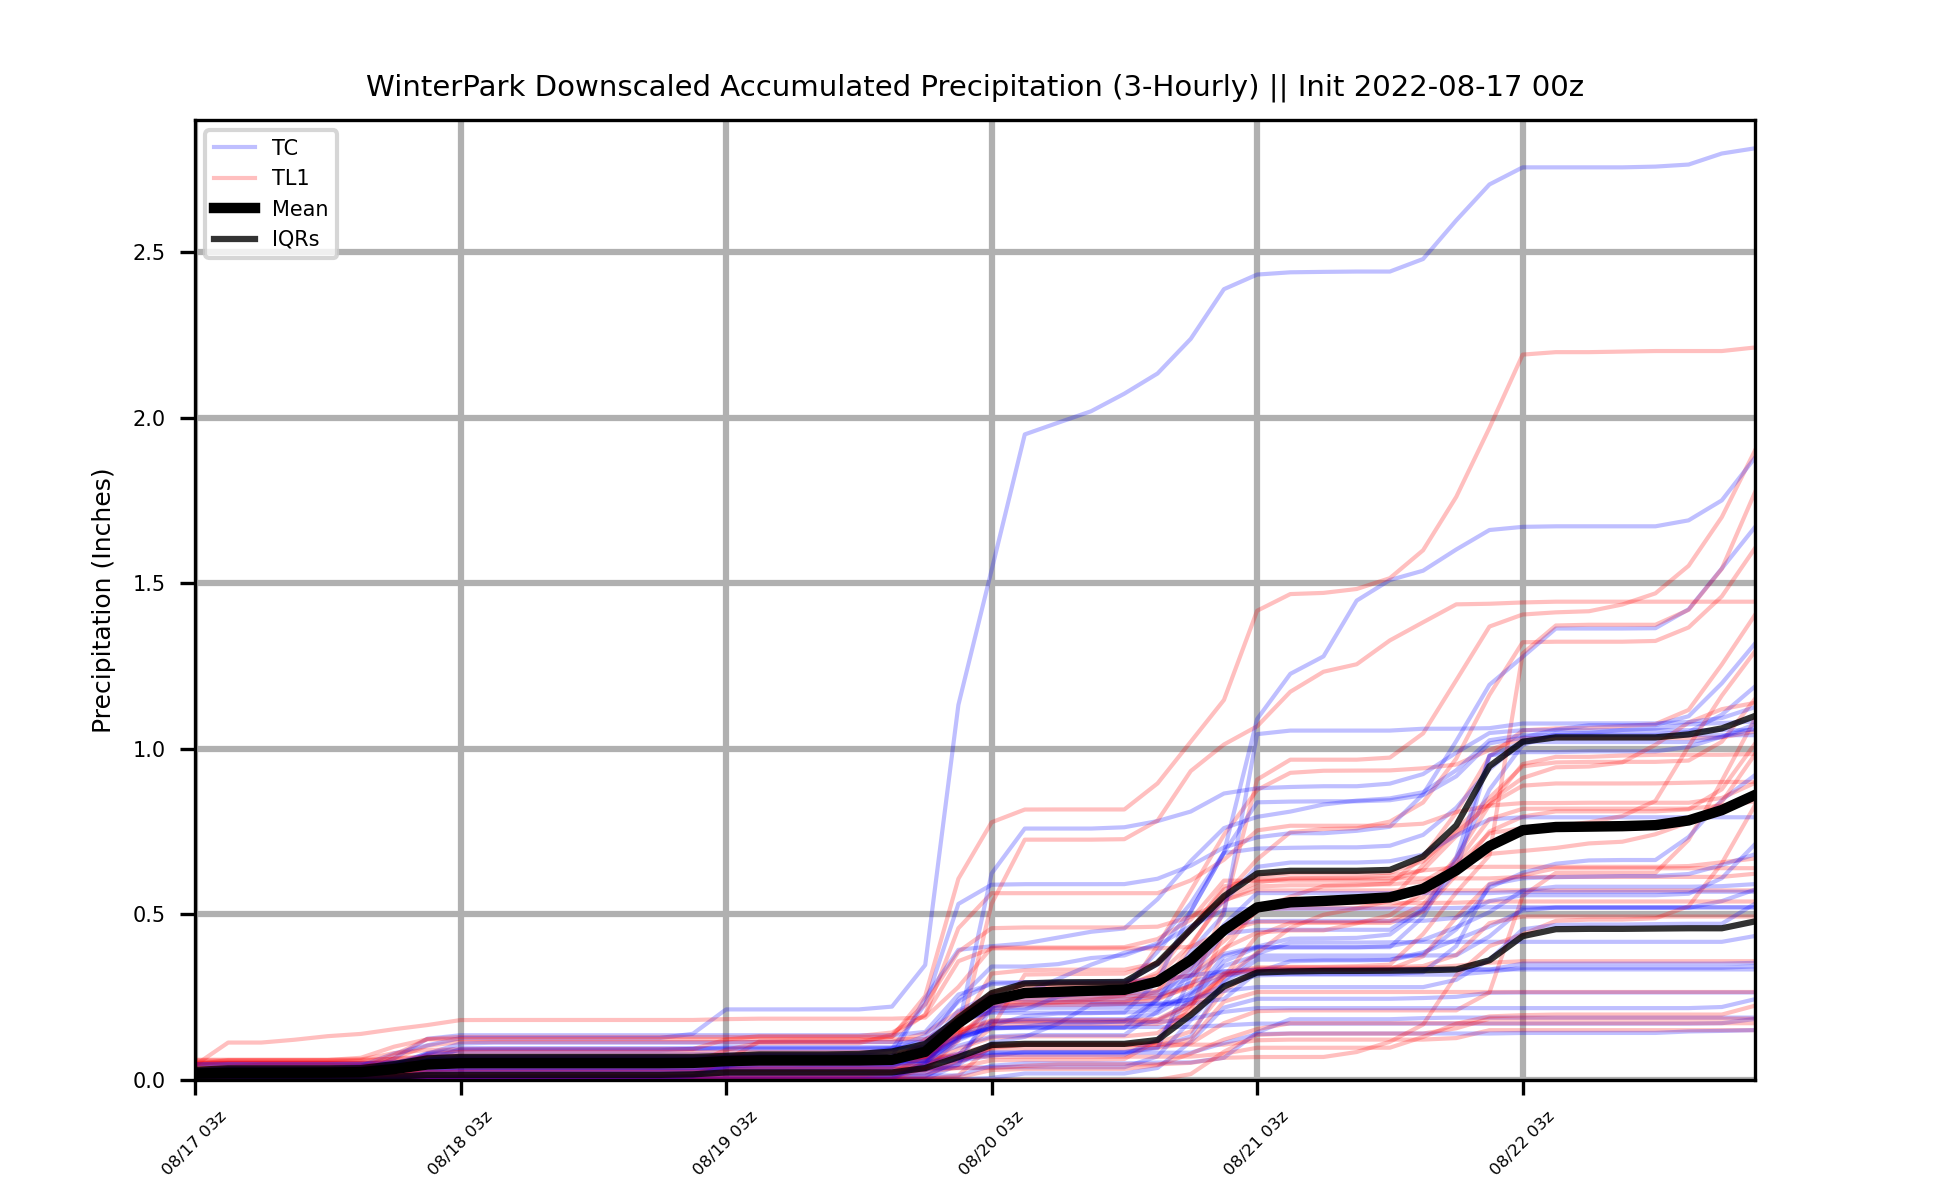 WinterPark Downscaled Accumulated Precipitation (3-Hourly) || Init 2022-08-17 00z
TC
TL1
Mean
IQRs
Precipitation (Inches)
2.5
2.0
1.5
1.0
0.5
0.0
08/17 03z
08/18 03z
08/19 03z
08/20 03z
08/21 03z
08/22 03z